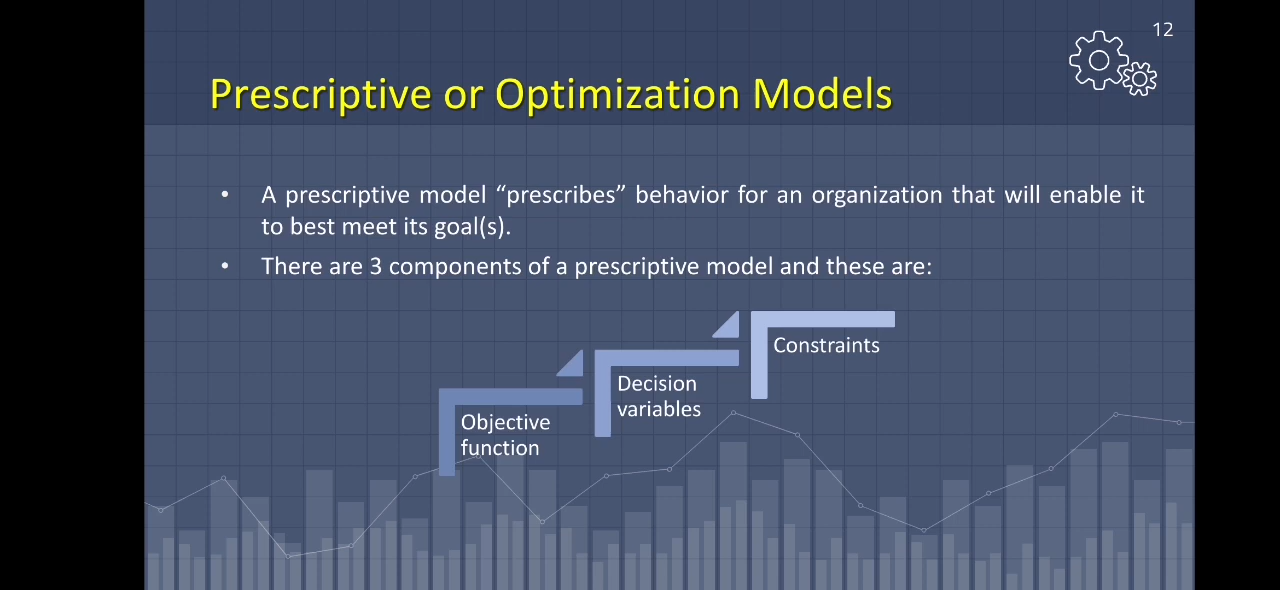 12
Prescriptive or Optimization Models
• A prescriptive model “prescribes” behavior for an organization that will enable it
to best meet its goal(s).
• There are 3 components of a prescriptive model and these are:
Objective
function
Decision
variables
Constraints